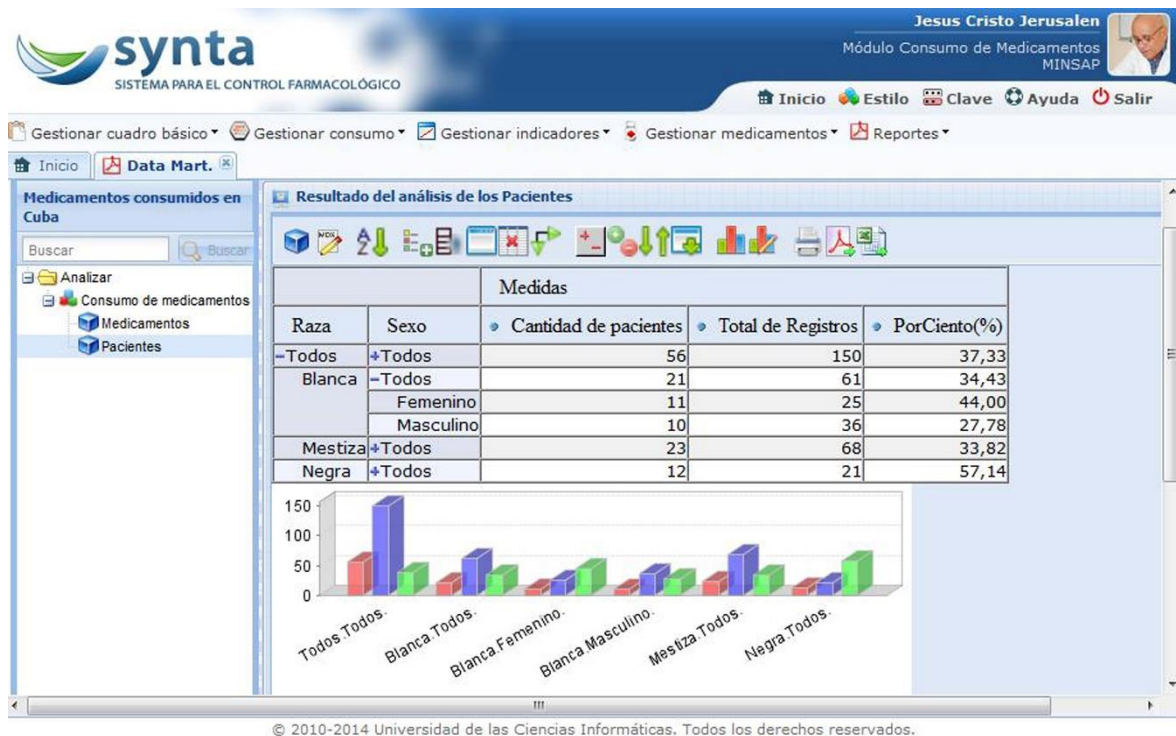 synta
SISTEMA PARA EL CONTROL FARMACOLÓGICO
Jesus Cristo Jerusalen
Módulo Consumo de Medicamentos
MINSAP
Inicio Estilo Clave Ayuda Salir
Gestionar cuadro básico Gestionar consumo Gestionar indicadores Gestionar medicamentos Reportes
Inicio Data Mart.
Medicamentos consumidos en
Cuba
Buscar Buscar
Analizar
Consumo de medicamentos
Medicamentos
Pacientes
Resultado del análisis de los Pacientes
MDX
Medidas
Raza Sexo Cantidad de pacientes Total de Registros PorCiento(%)
Todos Todos 56 150 37,33
Blanca Todos 21 61 34,43
Femenino 11 25 44,00
Masculino 10 36 27,78
Mestiza Todos 23 68 33,82
Negra Todos 12 21 57,14
150
100
50
0
Todos.Todos. Blanca.Todos. Blanca.Femenino. Blanca.Masculino. Mestiza.Todos. Negra.Todos.
© 2010-2014 Universidad de las Ciencias Informáticas. Todos los derechos reservados.